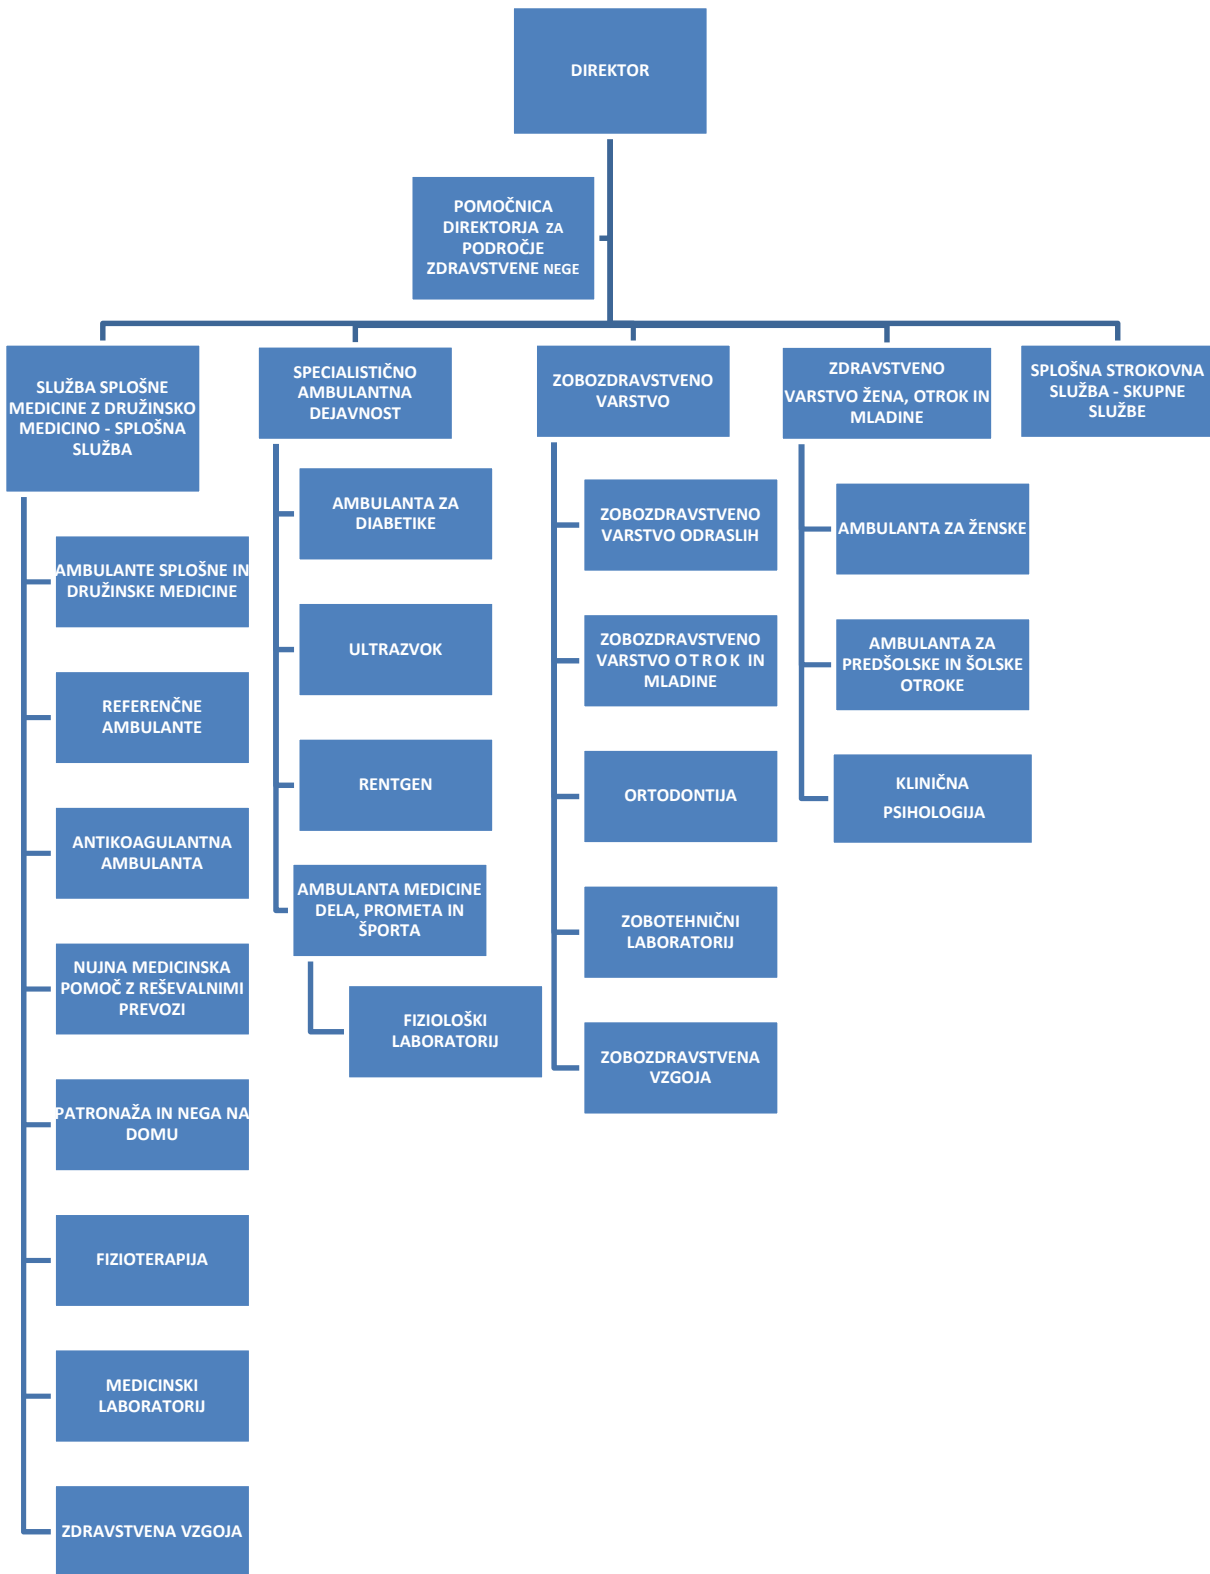 DIREKTOR
POMOČNICA
DIREKTORJA ZA
PODROČJE
ZDRAVSTVENE NEGE
SLUŽBA SPLOŠNE
MEDICINE Z DRUŽINSKO
MEDICINO - SPLOŠNA
SLUŽBA
AMBULANTE SPLOŠNE IN
DRUŽINSKE MEDICINE
REFERENČNE
AMBULANTE
ANTIKOAGULANTNA
AMBULANTA
NUJNA MEDICINSKA
POMOČ Z REŠEVALNIMI
PREVOZI
PATRONAŽA IN NEGA NA
DOMU
FIZIOTERAPIJA
MEDICINSKI
LABORATORIJ
ZDRAVSTVENA VZGOJA
SPECIALISTIČNO
AMBULANTNA
DEJAVNOST
AMBULANTA ZA
DIABETIKE
ULTRAZVOK
RENTGEN
AMBULANTA MEDICINE
DELA, PROMETA IN
ŠPORTA
FIZIOLOŠKI
LABORATORIJ
ZOBOZDRAVSTVENO
VARSTVO
ZOBOZDRAVSTVENO
VARSTVO ODRASLIH
ZOBOZDRAVSTVENO
VARSTVO OTROK IN
MLADINE
ORTODONTIJA
ZOBOTEHNIČNI
LABORATORIJ
ZOBOZDRAVSTVENA
VZGOJA
ZDRAVSTVENO
VARSTVO ŽENA, OTROK IN
MLADINE
AMBULANTA ZA ŽENSKE
AMBULANTA ZA
PREDŠOLSKE IN ŠOLSKE
OTROKE
KLINIČNA
PSIHOLOGIJA
SPLOŠNA STROKOVNA
SLUŽBA - SKUPNE
SLUŽBE